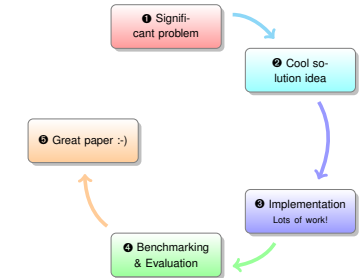 ❶ Signifi-
cant problem
❷ Cool so-
lution idea
❸ Implementation
Lots of work!
❹ Benchmarking
& Evaluation
❺ Great paper :-)